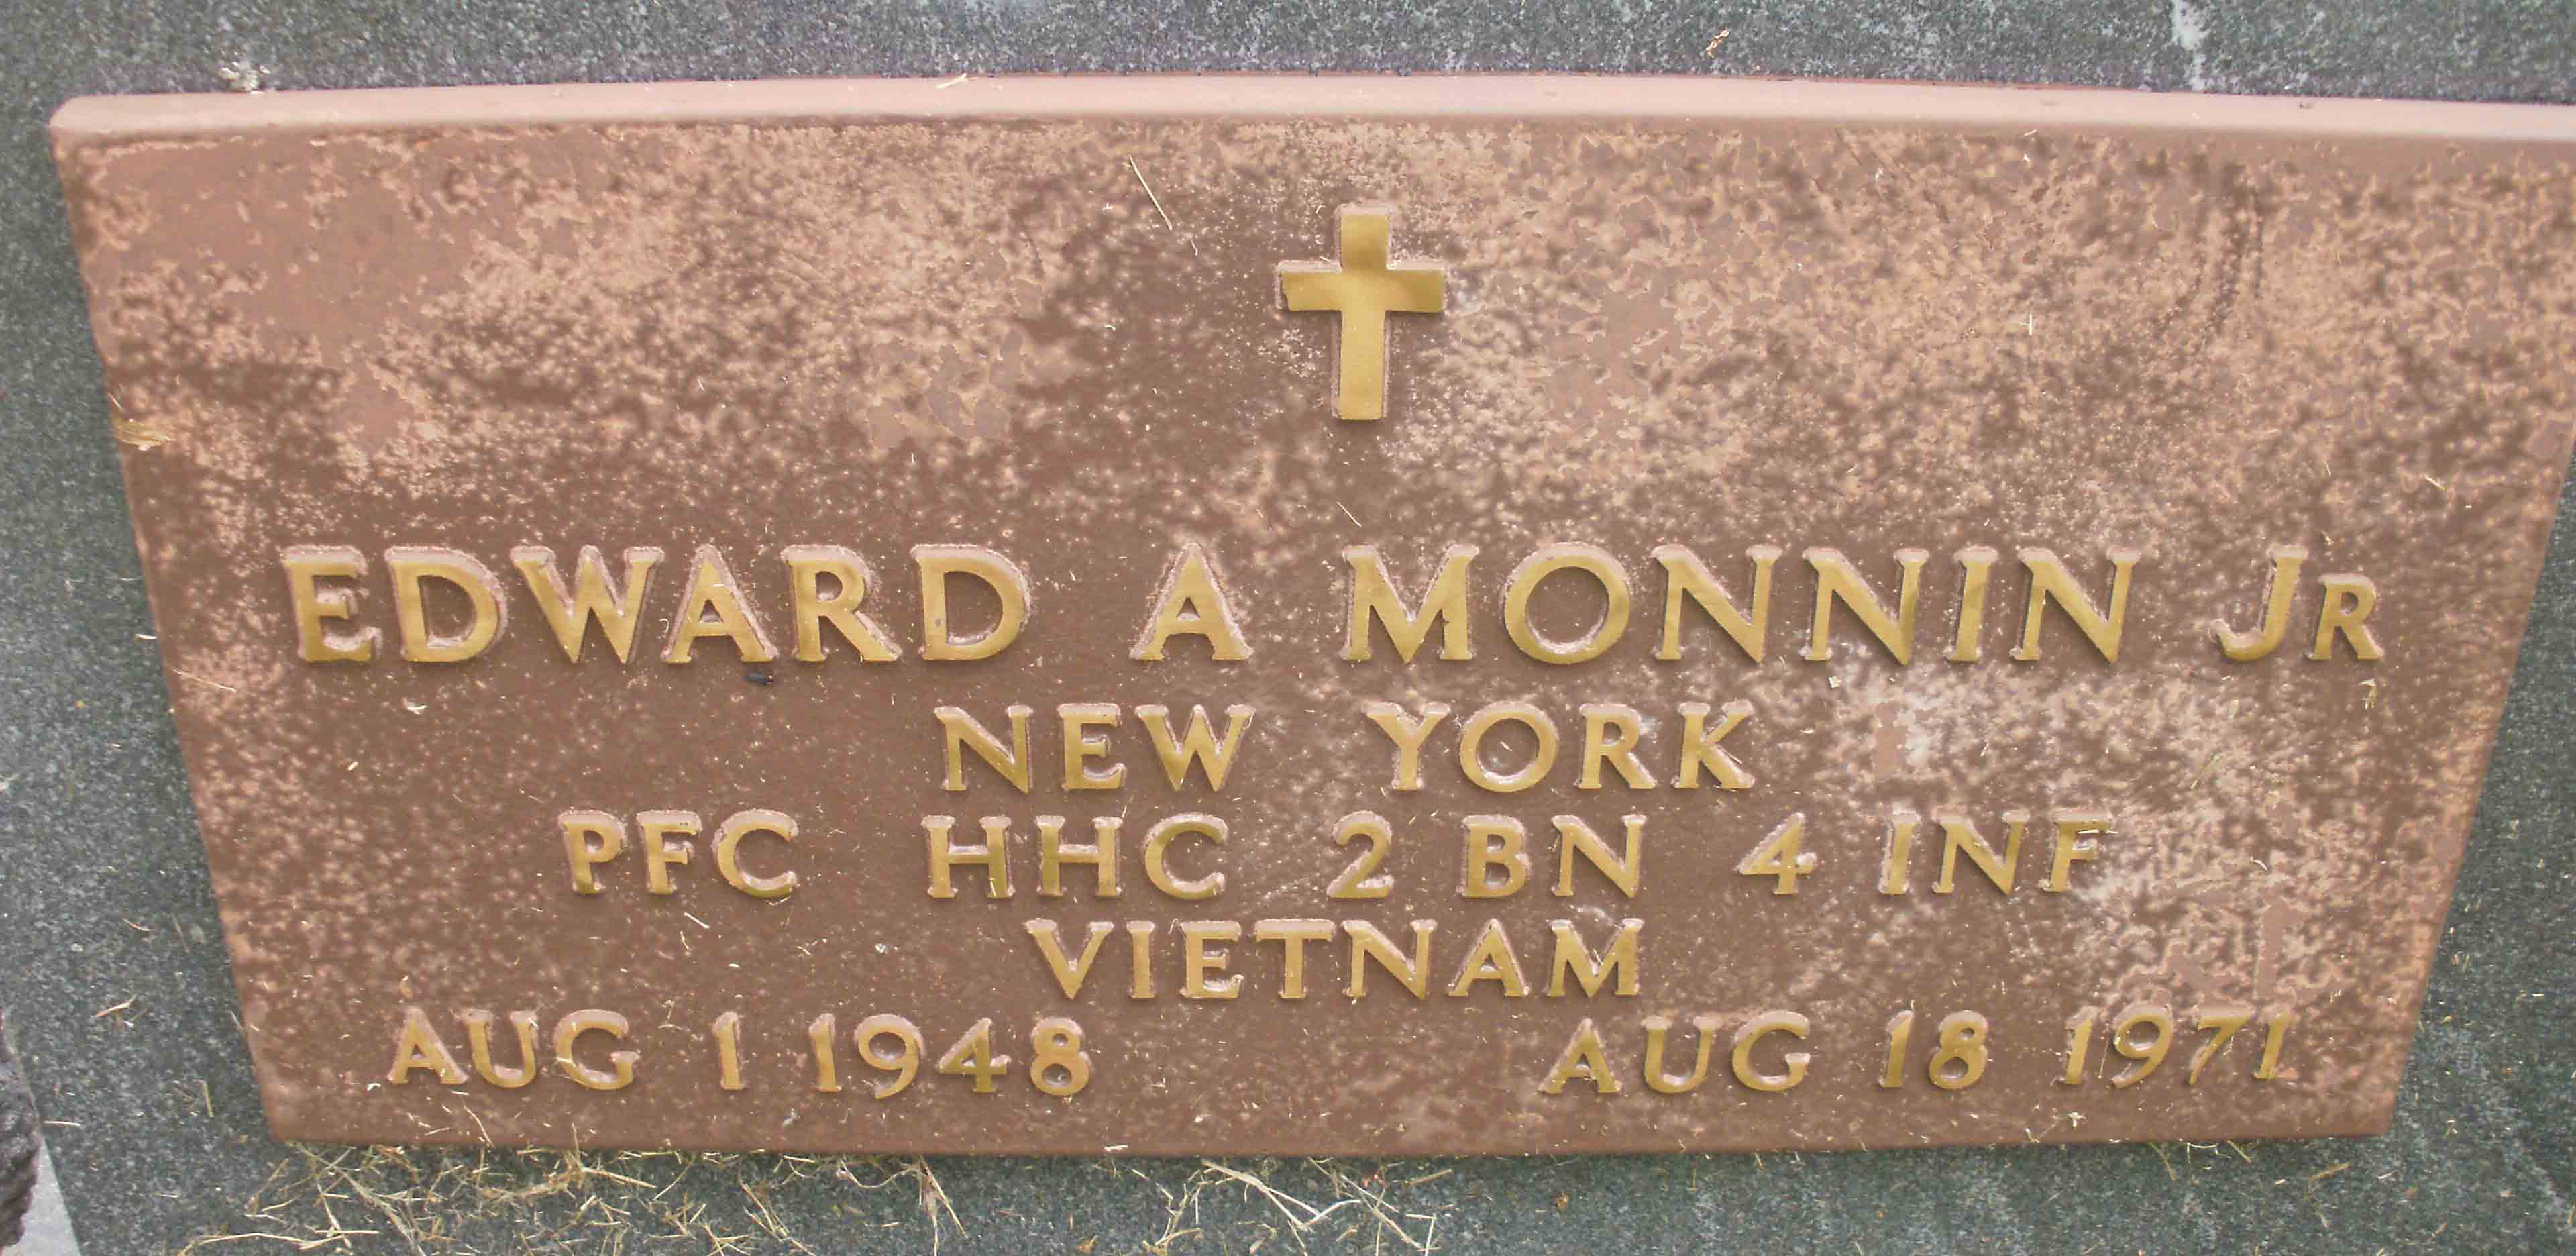 EDWARD A MONNIN JR
NEW YORK
PFC HHC 2 BN 4 INF
VIETNAM
AUG 1 1948 AUG 18 1971